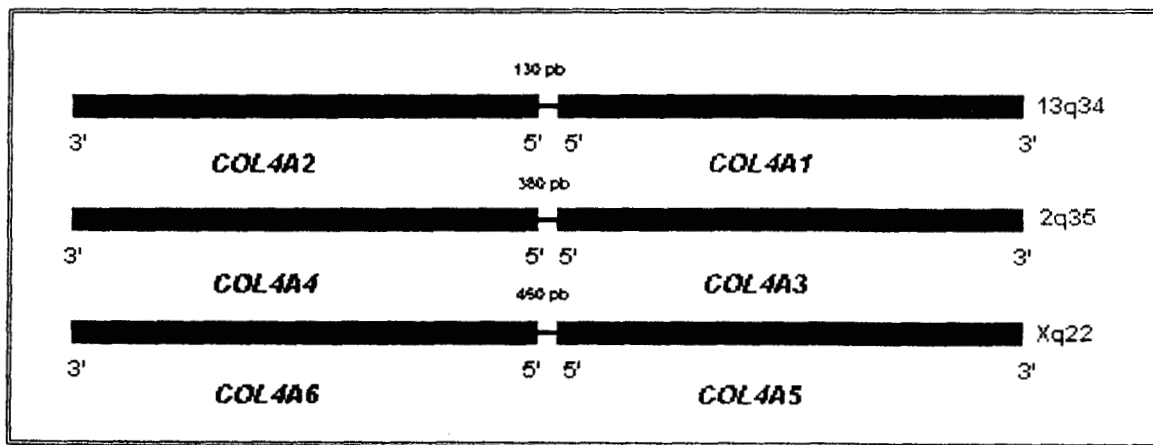 130 pb
13q34
3' 5' 5' 3'
COL4A2 COL4A1
380 pb
2q35
3' 5' 5' 3'
COL4A4 COL4A3
460 pb
Xq22
3' 5' 5' 3'
COL4A6 COL4A5